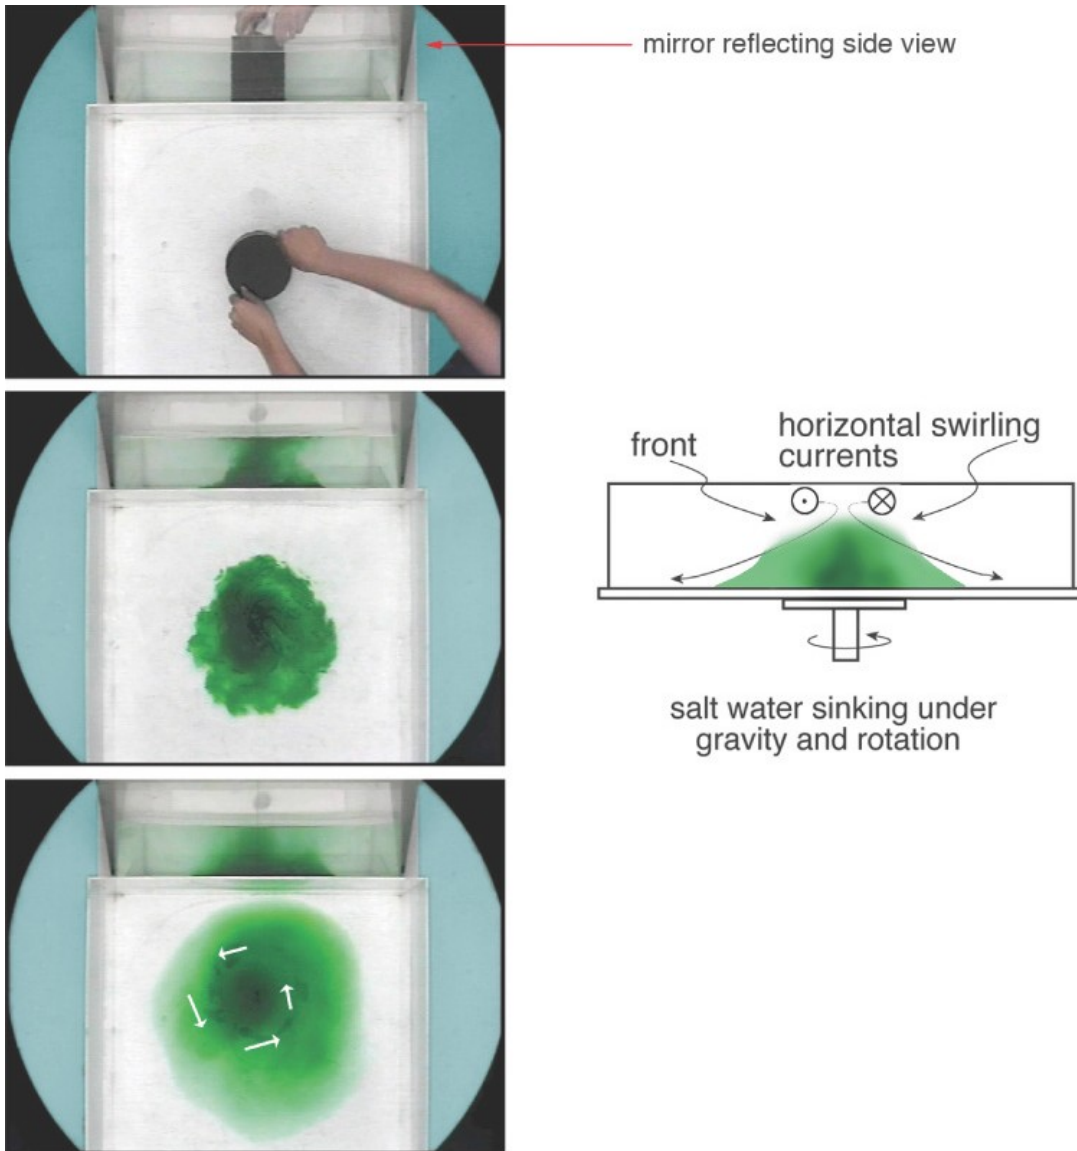 mirror reflecting side view
front
horizontal swirling
currents
salt water sinking under
gravity and rotation